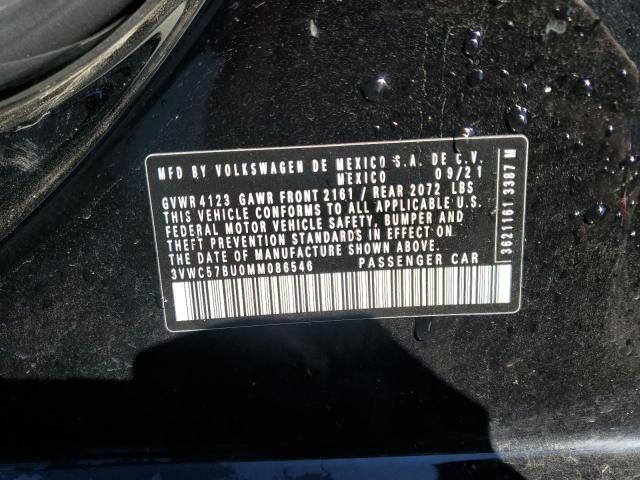 MFD BY VOLKSWAGEN DE MEXICO S.A. DE C.V.
MEXICO 09/21
GVWR 4123 GAWR FRONT 2161 / REAR 2072 LBS
THIS VEHICLE CONFORMS TO ALL APPLICABLE U.S.
FEDERAL MOTOR VEHICLE SAFETY, BUMPER AND
THEFT PREVENTION STANDARDS IN EFFECT ON
THE DATE OF MANUFACTURE SHOWN ABOVE.
3VWC57BU0MM086546 PASSENGER CAR
3621161 3387 M